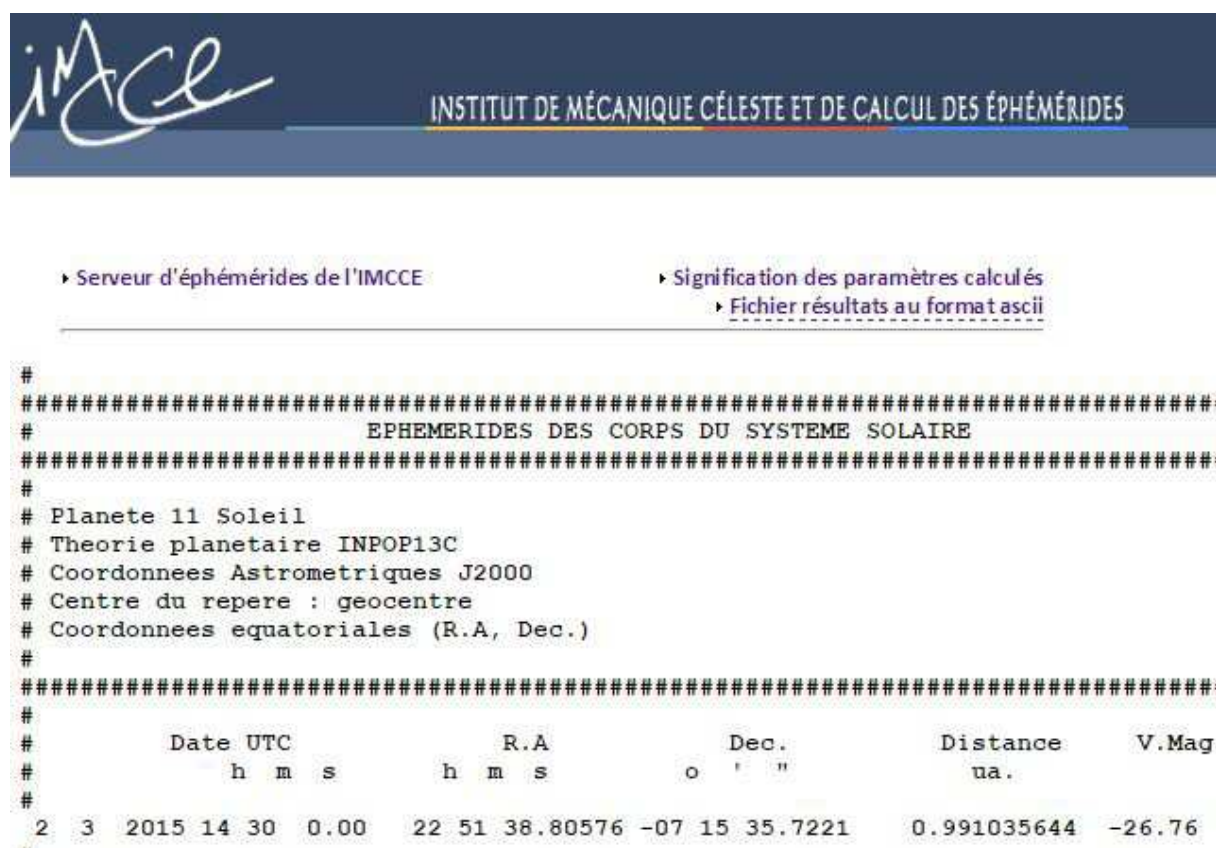 iMCCe
INSTITUT DE MÉCANIQUE CÉLESTE ET DE CALCUL DES ÉPHÉMÉRIDES
Serveur d'éphémérides de l'IMCCE
Signification des paramètres calculés
Fichier résultats au format ascii
#
################################################################################
# EPHEMERIDES DES CORPS DU SYSTEME SOLAIRE
################################################################################
#
# Planete 11 Soleil
# Theorie planetaire INPOP13C
# Coordonnees Astrometriques J2000
# Centre du repere : geocentre
# Coordonnees equatoriales (R.A, Dec.)
#
################################################################################
#
# Date UTC R.A Dec. Distance V.Mag
# h m s h m s o ' " ua.
#
2 3 2015 14 30 0.00 22 51 38.80576 -07 15 35.7221 0.991035644 -26.76